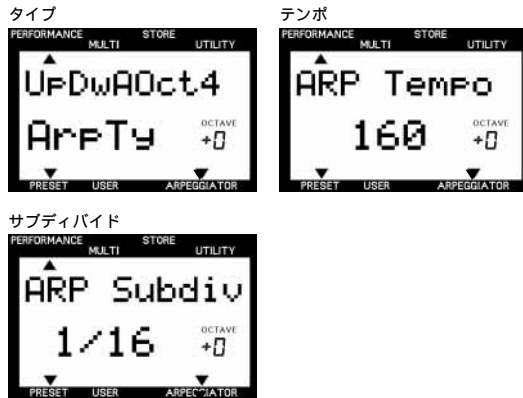 タイプ
PERFORMANCE MULTI STORE UTILITY
UpDwAOct4
ArpTy OCTAVE +0
PRESET USER ARPEGGIATOR
テンポ
PERFORMANCE MULTI STORE UTILITY
ARP Tempo
160 OCTAVE +0
PRESET USER ARPEGGIATOR
サブディバイド
PERFORMANCE MULTI STORE UTILITY
ARP Subdiv
1/16 OCTAVE +0
PRESET USER ARPEGGIATOR